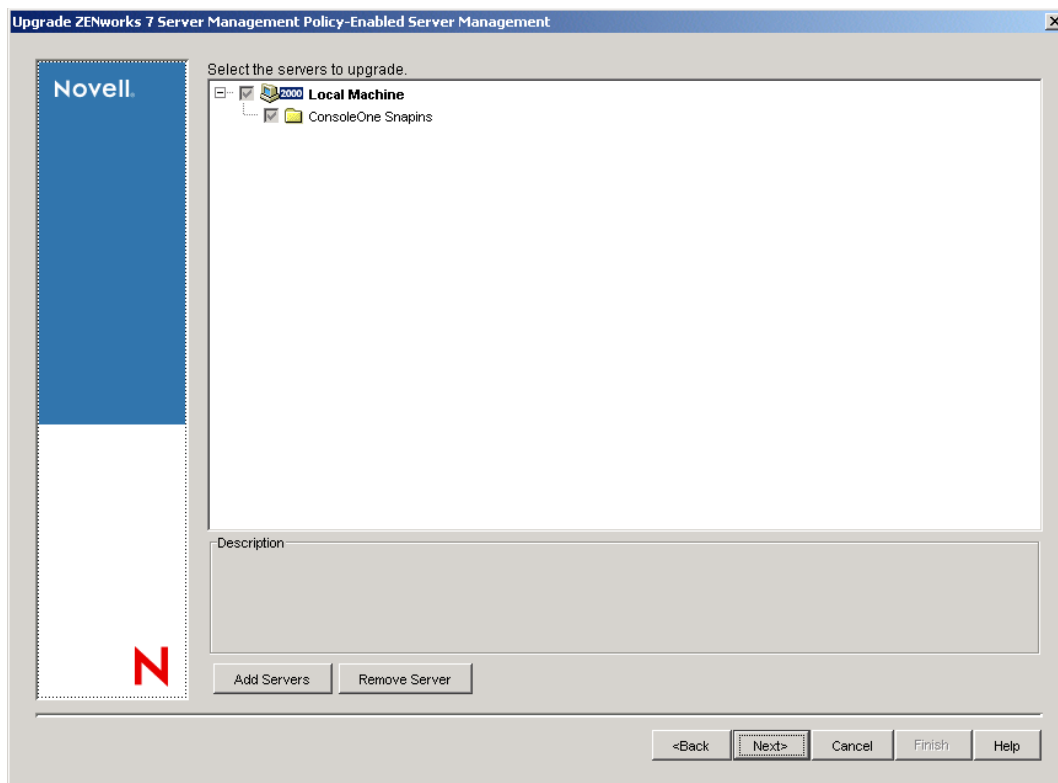 Upgrade ZENworks 7 Server Management Policy-Enabled Server Management
Novell.
Select the servers to upgrade.
2000 Local Machine
ConsoleOne Snapins
Description
N
Add Servers Remove Server
<Back Next> Cancel Finish Help